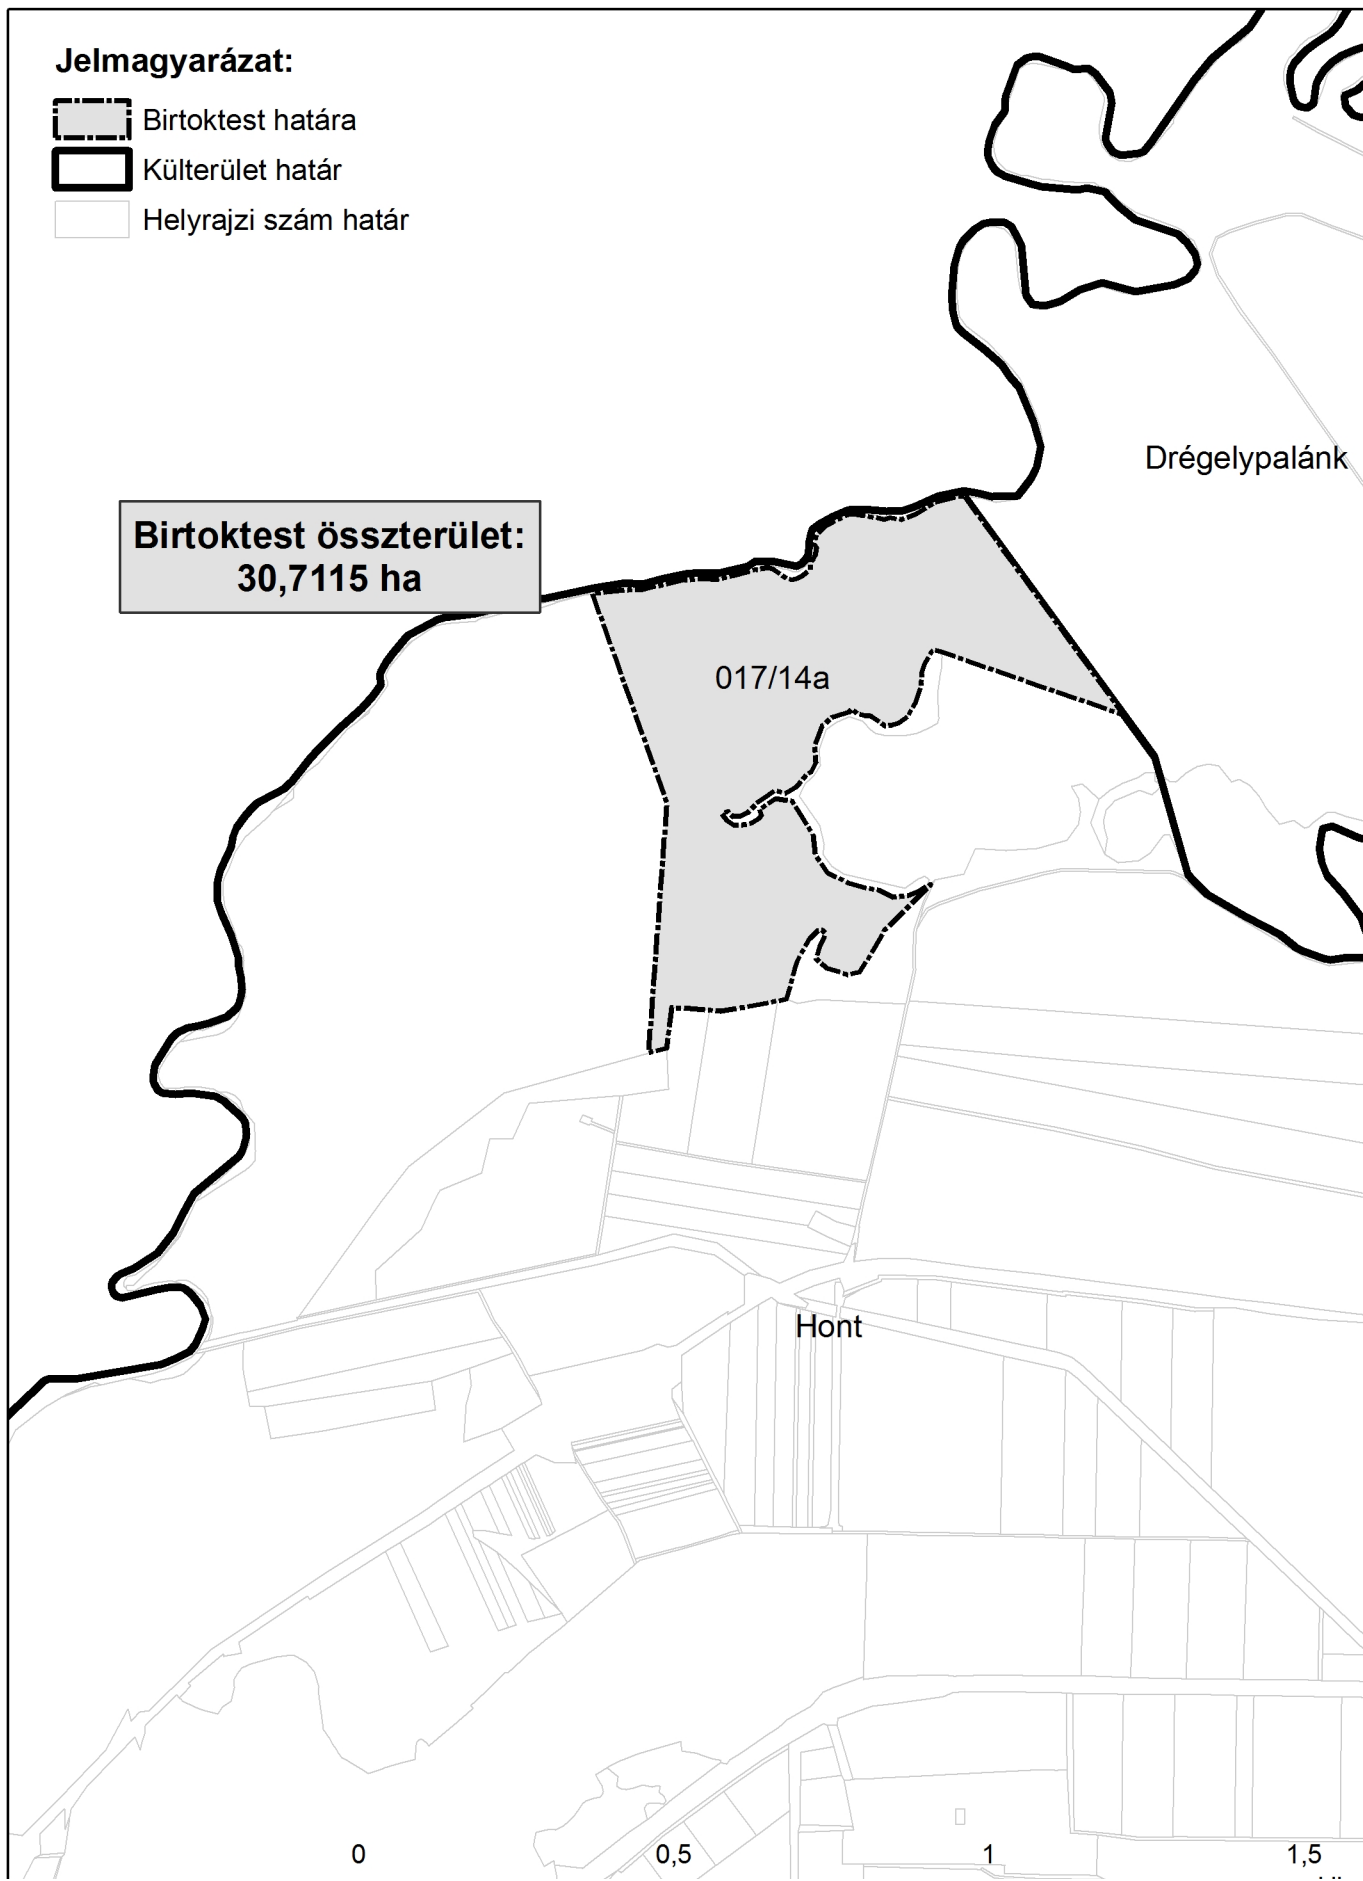 Jelmagyarázat:
Birtoktest határa
Külterület határ
Helyrajzi szám határ
Drégelypalánk
Birtoktest összterület:
30,7115 ha
017/14a
Hont
0 0,5 1 1,5